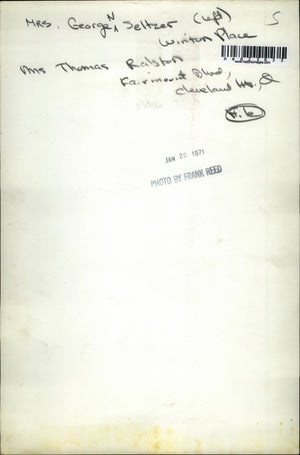 MRS. George N Seltzer (left)
Winton Place
Mrs Thomas Ralston
Fairmount Blvd,
Cleveland Hts, O
JAN 20 1971
PHOTO BY FRANK REED